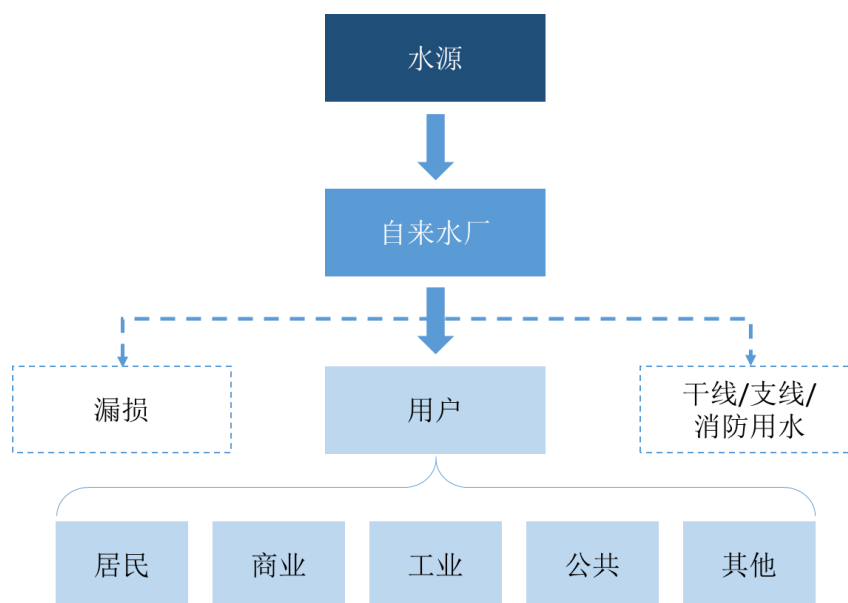 水源
自来水厂
漏损
用户
干线/支线/
消防用水
居民
商业
工业
公共
其他